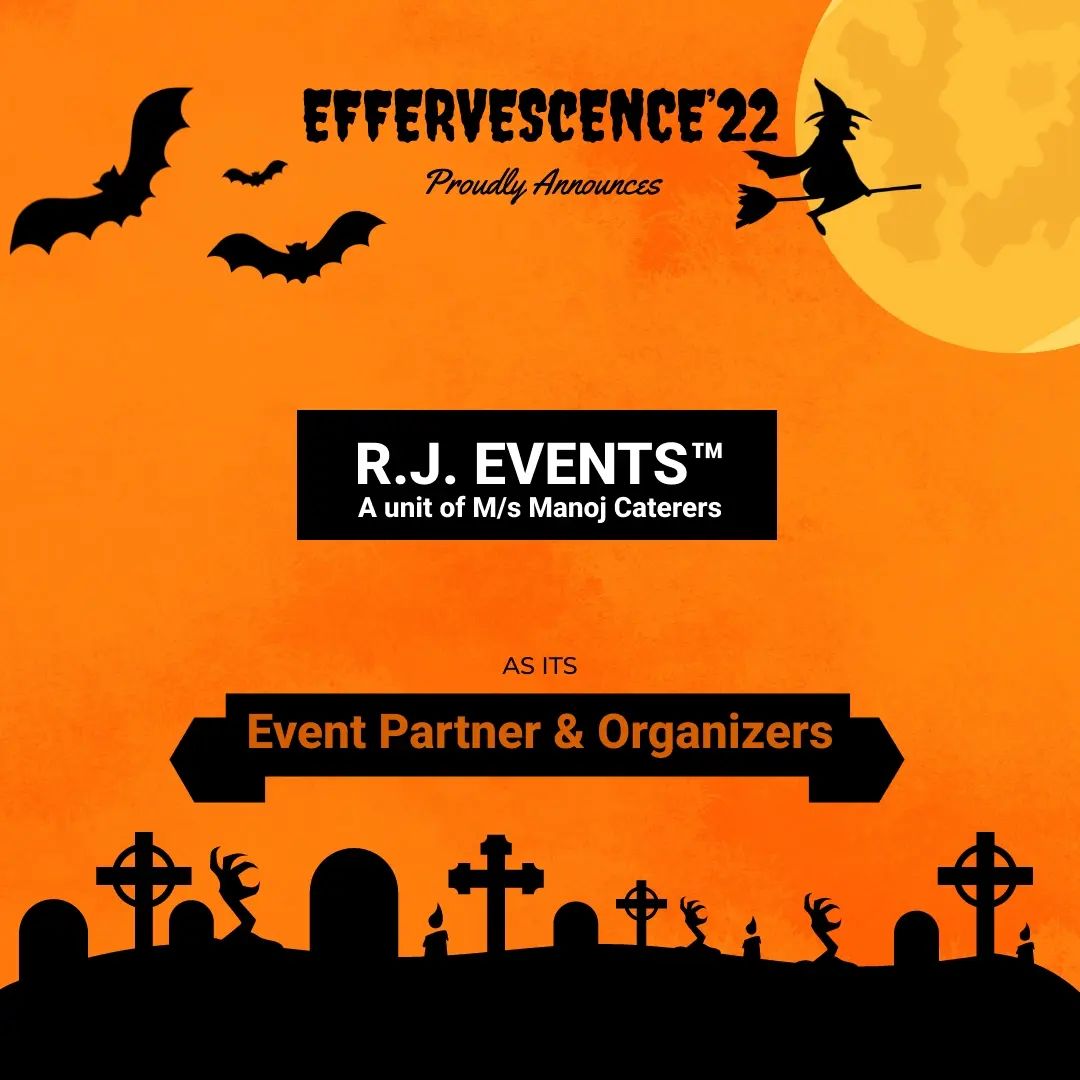 EFFERVESCENCE'22
Proudly Announces
R.J. EVENTS™
A unit of M/s Manoj Caterers
AS ITS
Event Partner & Organizers